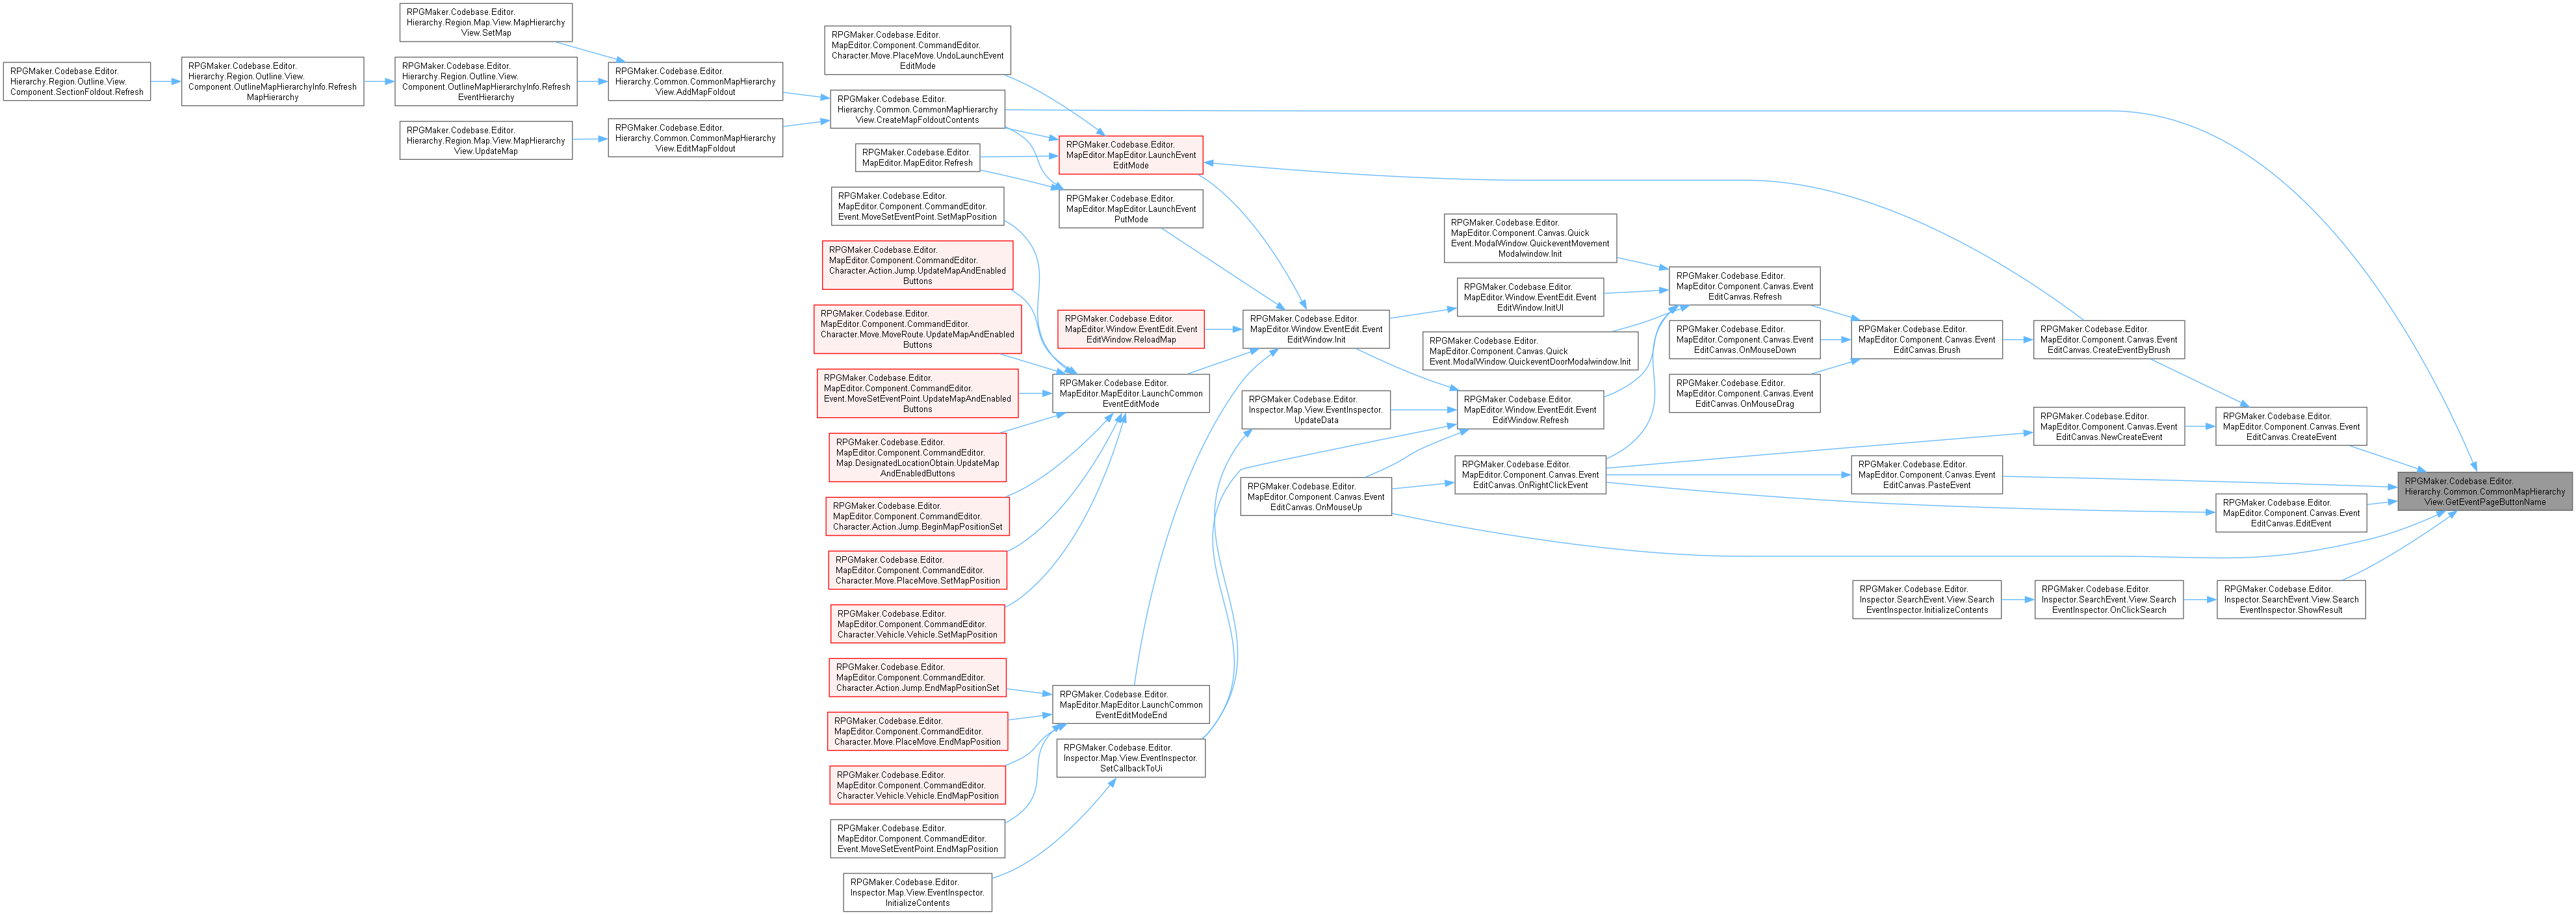 RPGMaker.Codebase.Editor.
Hierarchy.Region.Map.View.MapHierarchy
View.SetMap
RPGMaker.Codebase.Editor.
Hierarchy.Region.Outline.View.
Component.SectionFoldout.Refresh
RPGMaker.Codebase.Editor.
Hierarchy.Region.Outline.View.
Component.OutlineMapHierarchyInfo.Refresh
MapHierarchy
RPGMaker.Codebase.Editor.
Hierarchy.Region.Outline.View.
Component.OutlineMapHierarchyInfo.Refresh
EventHierarchy
RPGMaker.Codebase.Editor.
Hierarchy.Common.CommonMapHierarchy
View.AddMapFoldout
RPGMaker.Codebase.Editor.
Hierarchy.Region.Map.View.MapHierarchy
View.UpdateMap
RPGMaker.Codebase.Editor.
Hierarchy.Common.CommonMapHierarchy
View.EditMapFoldout
RPGMaker.Codebase.Editor.
MapEditor.Component.CommandEditor.
Character.Move.PlaceMove.UndoLaunchEvent
EditMode
RPGMaker.Codebase.Editor.
Hierarchy.Common.CommonMapHierarchy
View.CreateMapFoldoutContents
RPGMaker.Codebase.Editor.
MapEditor.MapEditor.Refresh
RPGMaker.Codebase.Editor.
MapEditor.Component.CommandEditor.
Event.MoveSetEventPoint.SetMapPosition
RPGMaker.Codebase.Editor.
MapEditor.Component.CommandEditor.
Character.Action.Jump.UpdateMapAndEnabled
Buttons
RPGMaker.Codebase.Editor.
MapEditor.Component.CommandEditor.
Character.Move.MoveRoute.UpdateMapAndEnabled
Buttons
RPGMaker.Codebase.Editor.
MapEditor.Component.CommandEditor.
Event.MoveSetEventPoint.UpdateMapAndEnabled
Buttons
RPGMaker.Codebase.Editor.
MapEditor.Component.CommandEditor.
Map.DesignatedLocationObtain.UpdateMap
AndEnabledButtons
RPGMaker.Codebase.Editor.
MapEditor.Component.CommandEditor.
Character.Action.Jump.BeginMapPositionSet
RPGMaker.Codebase.Editor.
MapEditor.Component.CommandEditor.
Character.Move.PlaceMove.SetMapPosition
RPGMaker.Codebase.Editor.
MapEditor.Component.CommandEditor.
Character.Vehicle.Vehicle.SetMapPosition
RPGMaker.Codebase.Editor.
MapEditor.Component.CommandEditor.
Character.Action.Jump.EndMapPositionSet
RPGMaker.Codebase.Editor.
MapEditor.Component.CommandEditor.
Character.Move.PlaceMove.EndMapPosition
RPGMaker.Codebase.Editor.
MapEditor.Component.CommandEditor.
Character.Vehicle.Vehicle.EndMapPosition
RPGMaker.Codebase.Editor.
MapEditor.Component.CommandEditor.
Event.MoveSetEventPoint.EndMapPosition
RPGMaker.Codebase.Editor.
Inspector.Map.View.EventInspector.
InitializeContents
RPGMaker.Codebase.Editor.
MapEditor.MapEditor.LaunchEvent
EditMode
RPGMaker.Codebase.Editor.
MapEditor.MapEditor.LaunchEvent
PutMode
RPGMaker.Codebase.Editor.
MapEditor.Window.EventEdit.Event
EditWindow.ReloadMap
RPGMaker.Codebase.Editor.
MapEditor.MapEditor.LaunchCommon
EventEditMode
RPGMaker.Codebase.Editor.
MapEditor.MapEditor.LaunchCommon
EventEditModeEnd
RPGMaker.Codebase.Editor.
Inspector.Map.View.EventInspector.
SetCallbackToUi
RPGMaker.Codebase.Editor.
MapEditor.Window.EventEdit.Event
EditWindow.Init
RPGMaker.Codebase.Editor.
Inspector.Map.View.EventInspector.
UpdateData
RPGMaker.Codebase.Editor.
MapEditor.Component.Canvas.Event
EditCanvas.OnMouseUp
RPGMaker.Codebase.Editor.
MapEditor.Component.Canvas.Quick
Event.ModalWindow.QuickeventMovement
Modalwindow.Init
RPGMaker.Codebase.Editor.
MapEditor.Window.EventEdit.Event
EditWindow.InitUI
RPGMaker.Codebase.Editor.
MapEditor.Component.Canvas.Quick
Event.ModalWindow.QuickeventDoorModalwindow.Init
RPGMaker.Codebase.Editor.
MapEditor.Window.EventEdit.Event
EditWindow.Refresh
RPGMaker.Codebase.Editor.
MapEditor.Component.Canvas.Event
EditCanvas.OnRightClickEvent
RPGMaker.Codebase.Editor.
MapEditor.Component.Canvas.Event
EditCanvas.Refresh
RPGMaker.Codebase.Editor.
MapEditor.Component.Canvas.Event
EditCanvas.OnMouseDown
RPGMaker.Codebase.Editor.
MapEditor.Component.Canvas.Event
EditCanvas.OnMouseDrag
RPGMaker.Codebase.Editor.
MapEditor.Component.Canvas.Event
EditCanvas.Brush
RPGMaker.Codebase.Editor.
MapEditor.Component.Canvas.Event
EditCanvas.PasteEvent
RPGMaker.Codebase.Editor.
Inspector.SearchEvent.View.Search
EventInspector.InitializeContents
RPGMaker.Codebase.Editor.
MapEditor.Component.Canvas.Event
EditCanvas.CreateEventByBrush
RPGMaker.Codebase.Editor.
MapEditor.Component.Canvas.Event
EditCanvas.NewCreateEvent
RPGMaker.Codebase.Editor.
Inspector.SearchEvent.View.Search
EventInspector.OnClickSearch
RPGMaker.Codebase.Editor.
MapEditor.Component.Canvas.Event
EditCanvas.CreateEvent
RPGMaker.Codebase.Editor.
MapEditor.Component.Canvas.Event
EditCanvas.EditEvent
RPGMaker.Codebase.Editor.
Inspector.SearchEvent.View.Search
EventInspector.ShowResult
RPGMaker.Codebase.Editor.
Hierarchy.Common.CommonMapHierarchy
View.GetEventPageButtonName